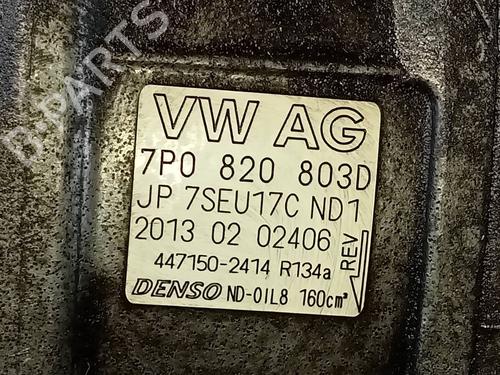 VW AG
7P0 820 803D
JP 7SEU17C ND1
2013 02 02406
447150-2414 R134a
REV
DENSO ND-OIL8 160cm³
B-PARTS